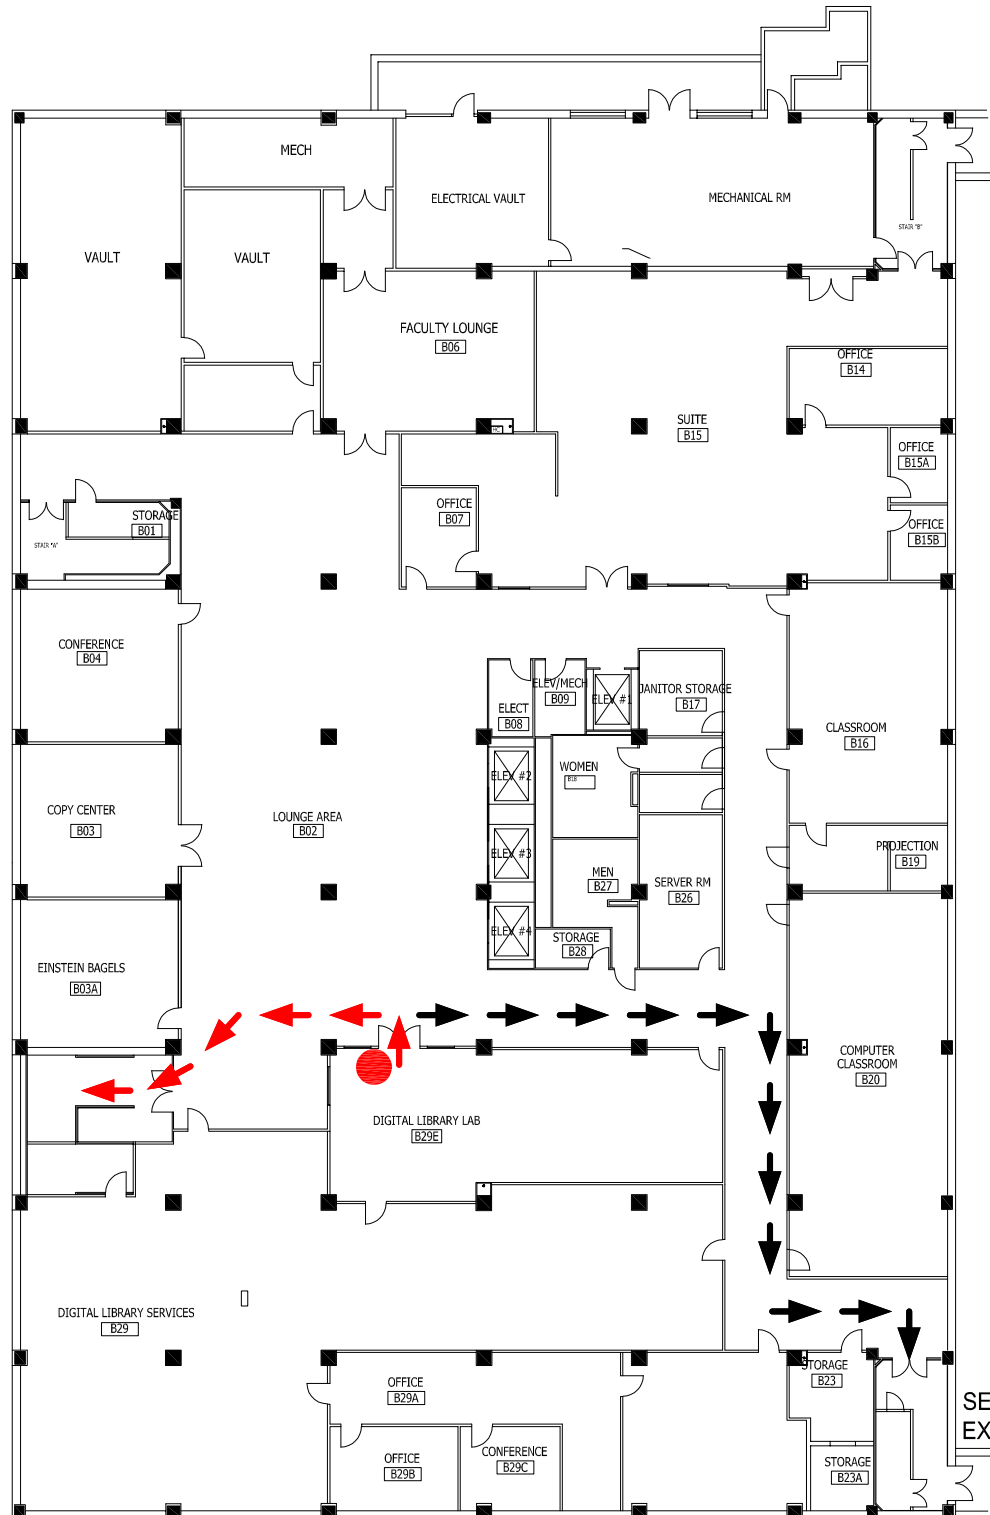 MECH
ELECTRICAL VAULT
MECHANICAL RM
STAIR "B"
VAULT
VAULT
FACULTY LOUNGE
B06
OFFICE
B14
SUITE
B15
HC
OFFICE
B15A
OFFICE
B07
STORAGE
B01
OFFICE
B15B
STAIR "A"
CONFERENCE
B04
ELEV/MECH
B09
ELECT
B08
ELEV #1
JANITOR STORAGE
B17
CLASSROOM
B16
ELEV #2
WOMEN
B18
COPY CENTER
B03
LOUNGE AREA
B02
ELEV #3
PROJECTION
B19
MEN
B27
SERVER RM
B26
ELEV #4
STORAGE
B28
EINSTEIN BAGELS
B03A
COMPUTER
CLASSROOM
B20
DIGITAL LIBRARY LAB
B29E
DIGITAL LIBRARY SERVICES
B29
STORAGE
B23
OFFICE
B29A
SE
EX
OFFICE
B29B
CONFERENCE
B29C
STORAGE
B23A